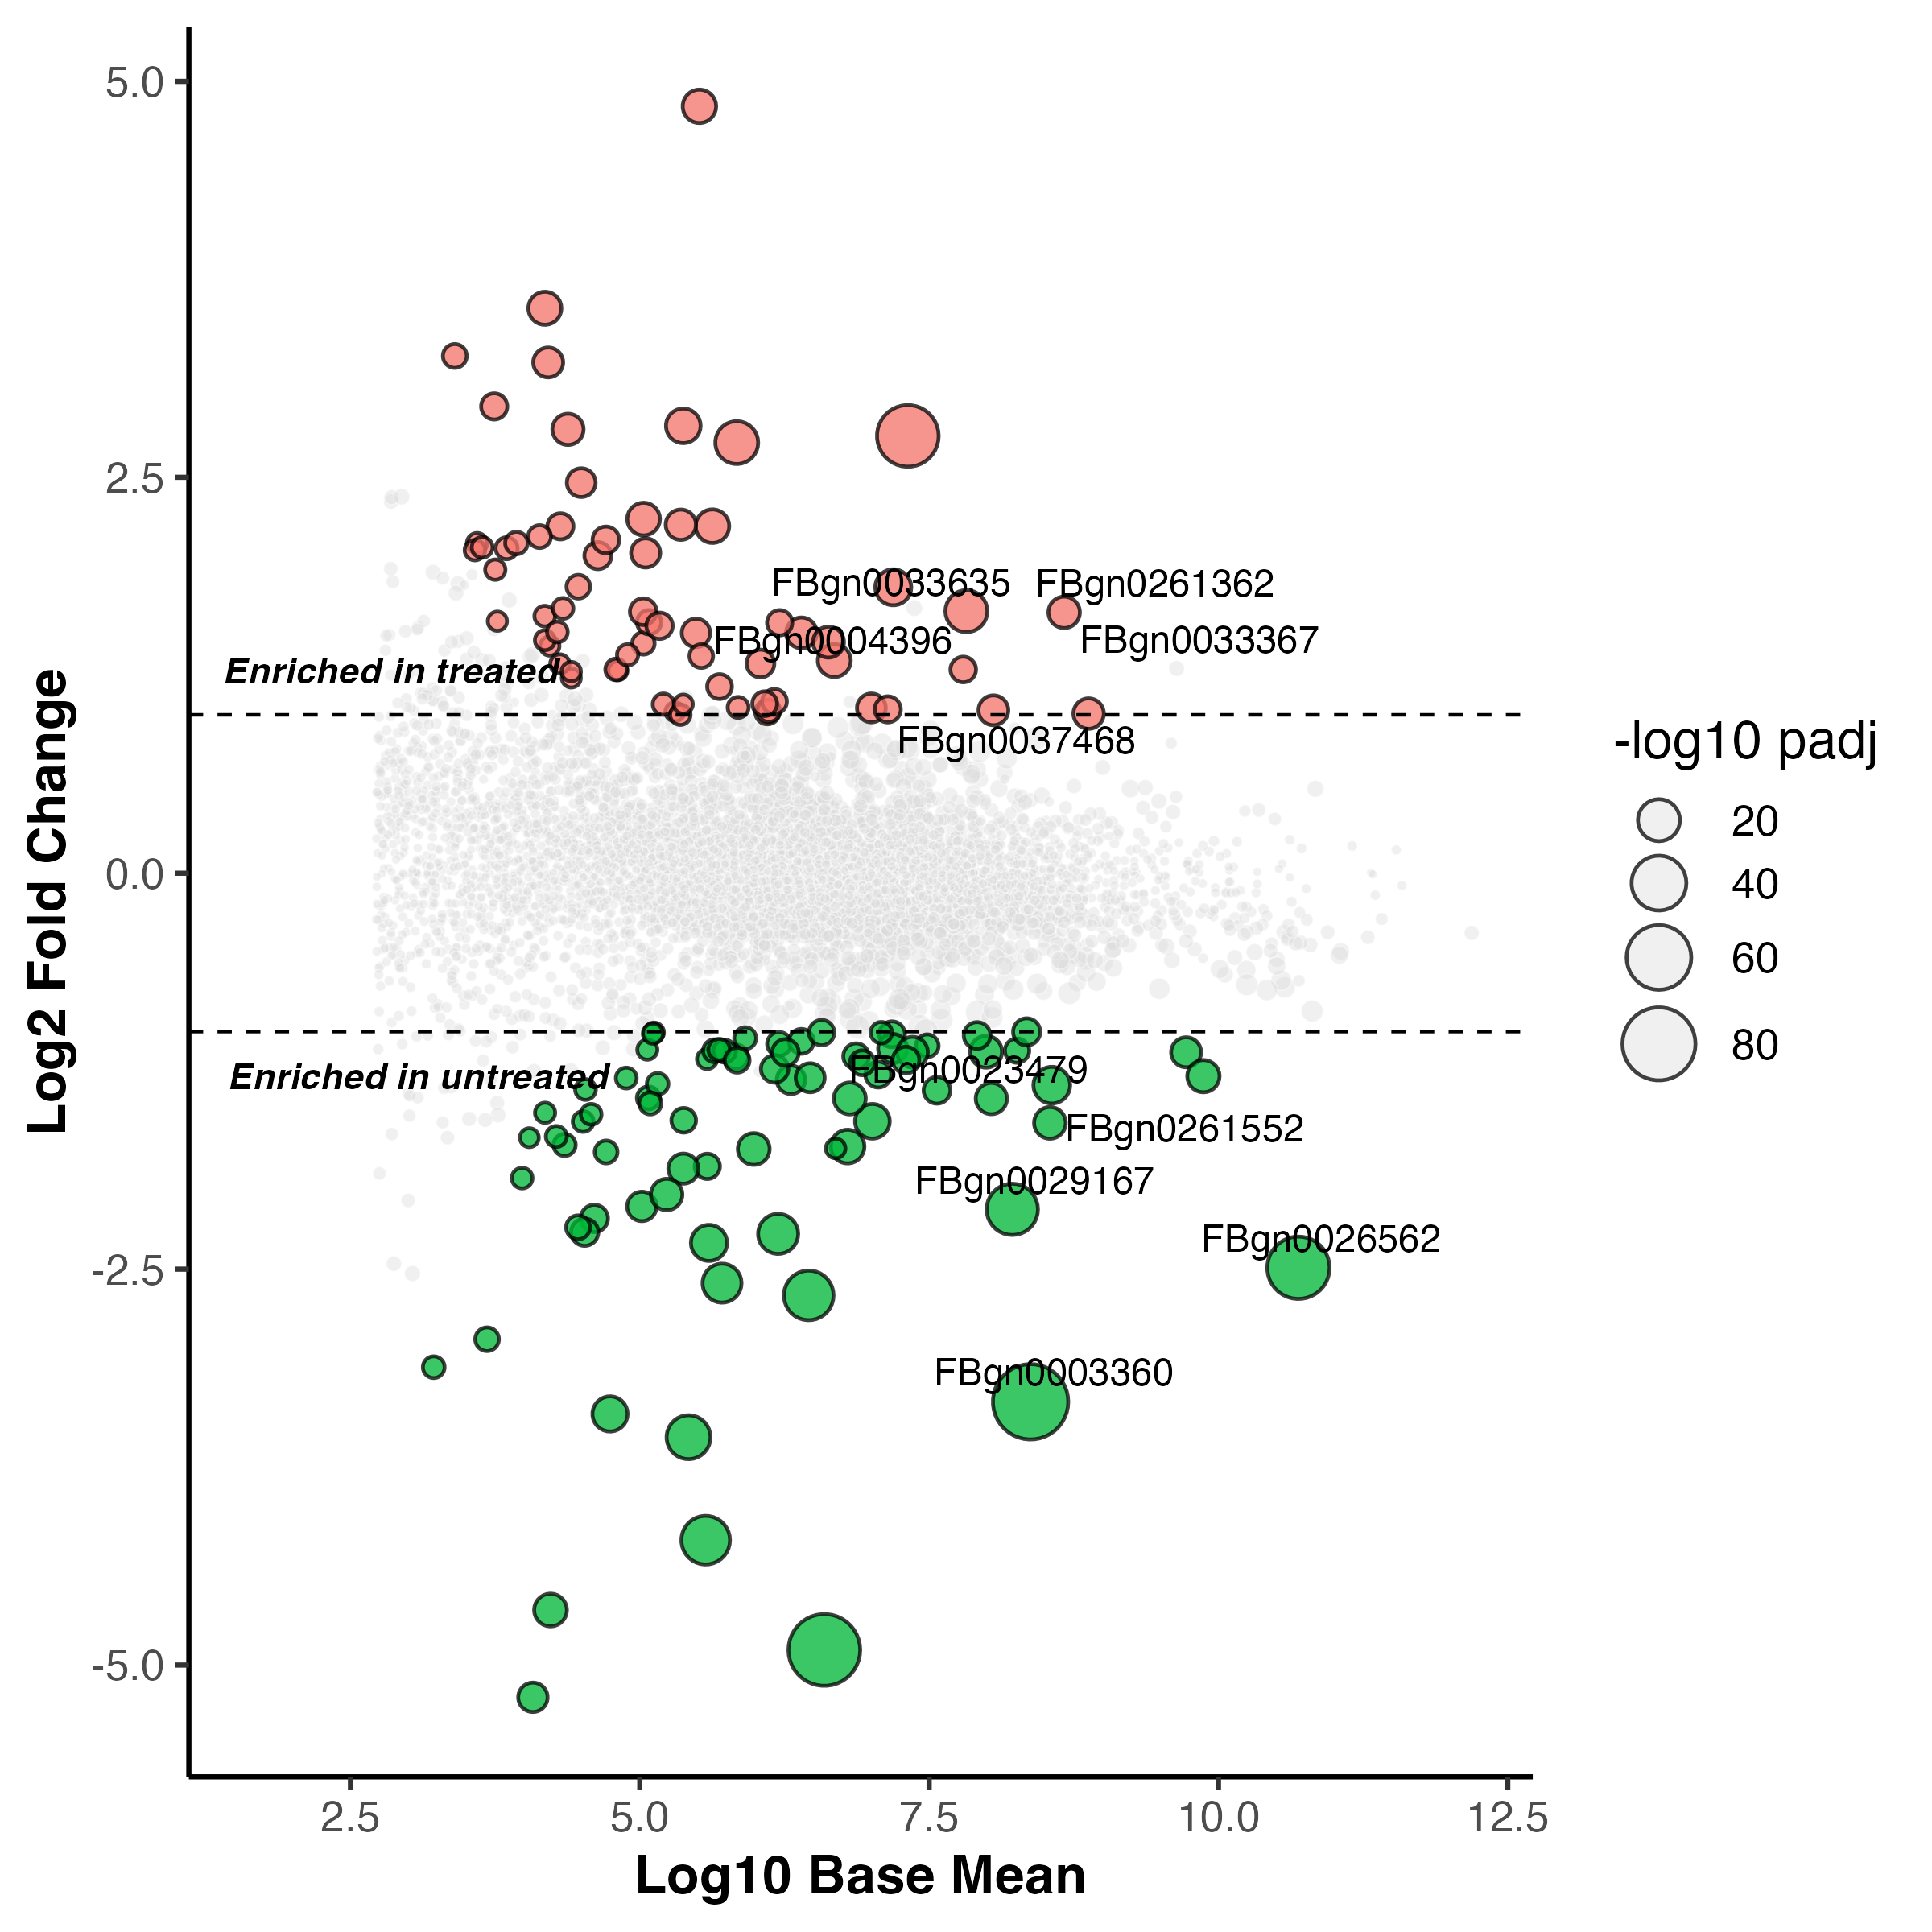 5.0
2.5
0.0
-2.5
-5.0
Log2 Fold Change
FBgn0033635
FBgn0261362
FBgn0004396
FBgn0033367
Enriched in treated
FBgn0037468
FBgn0023479
Enriched in untreated
FBgn0261552
FBgn0029167
FBgn0026562
FBgn0003360
2.5
5.0
7.5
10.0
12.5
Log10 Base Mean
-log10 padj
20
40
60
80